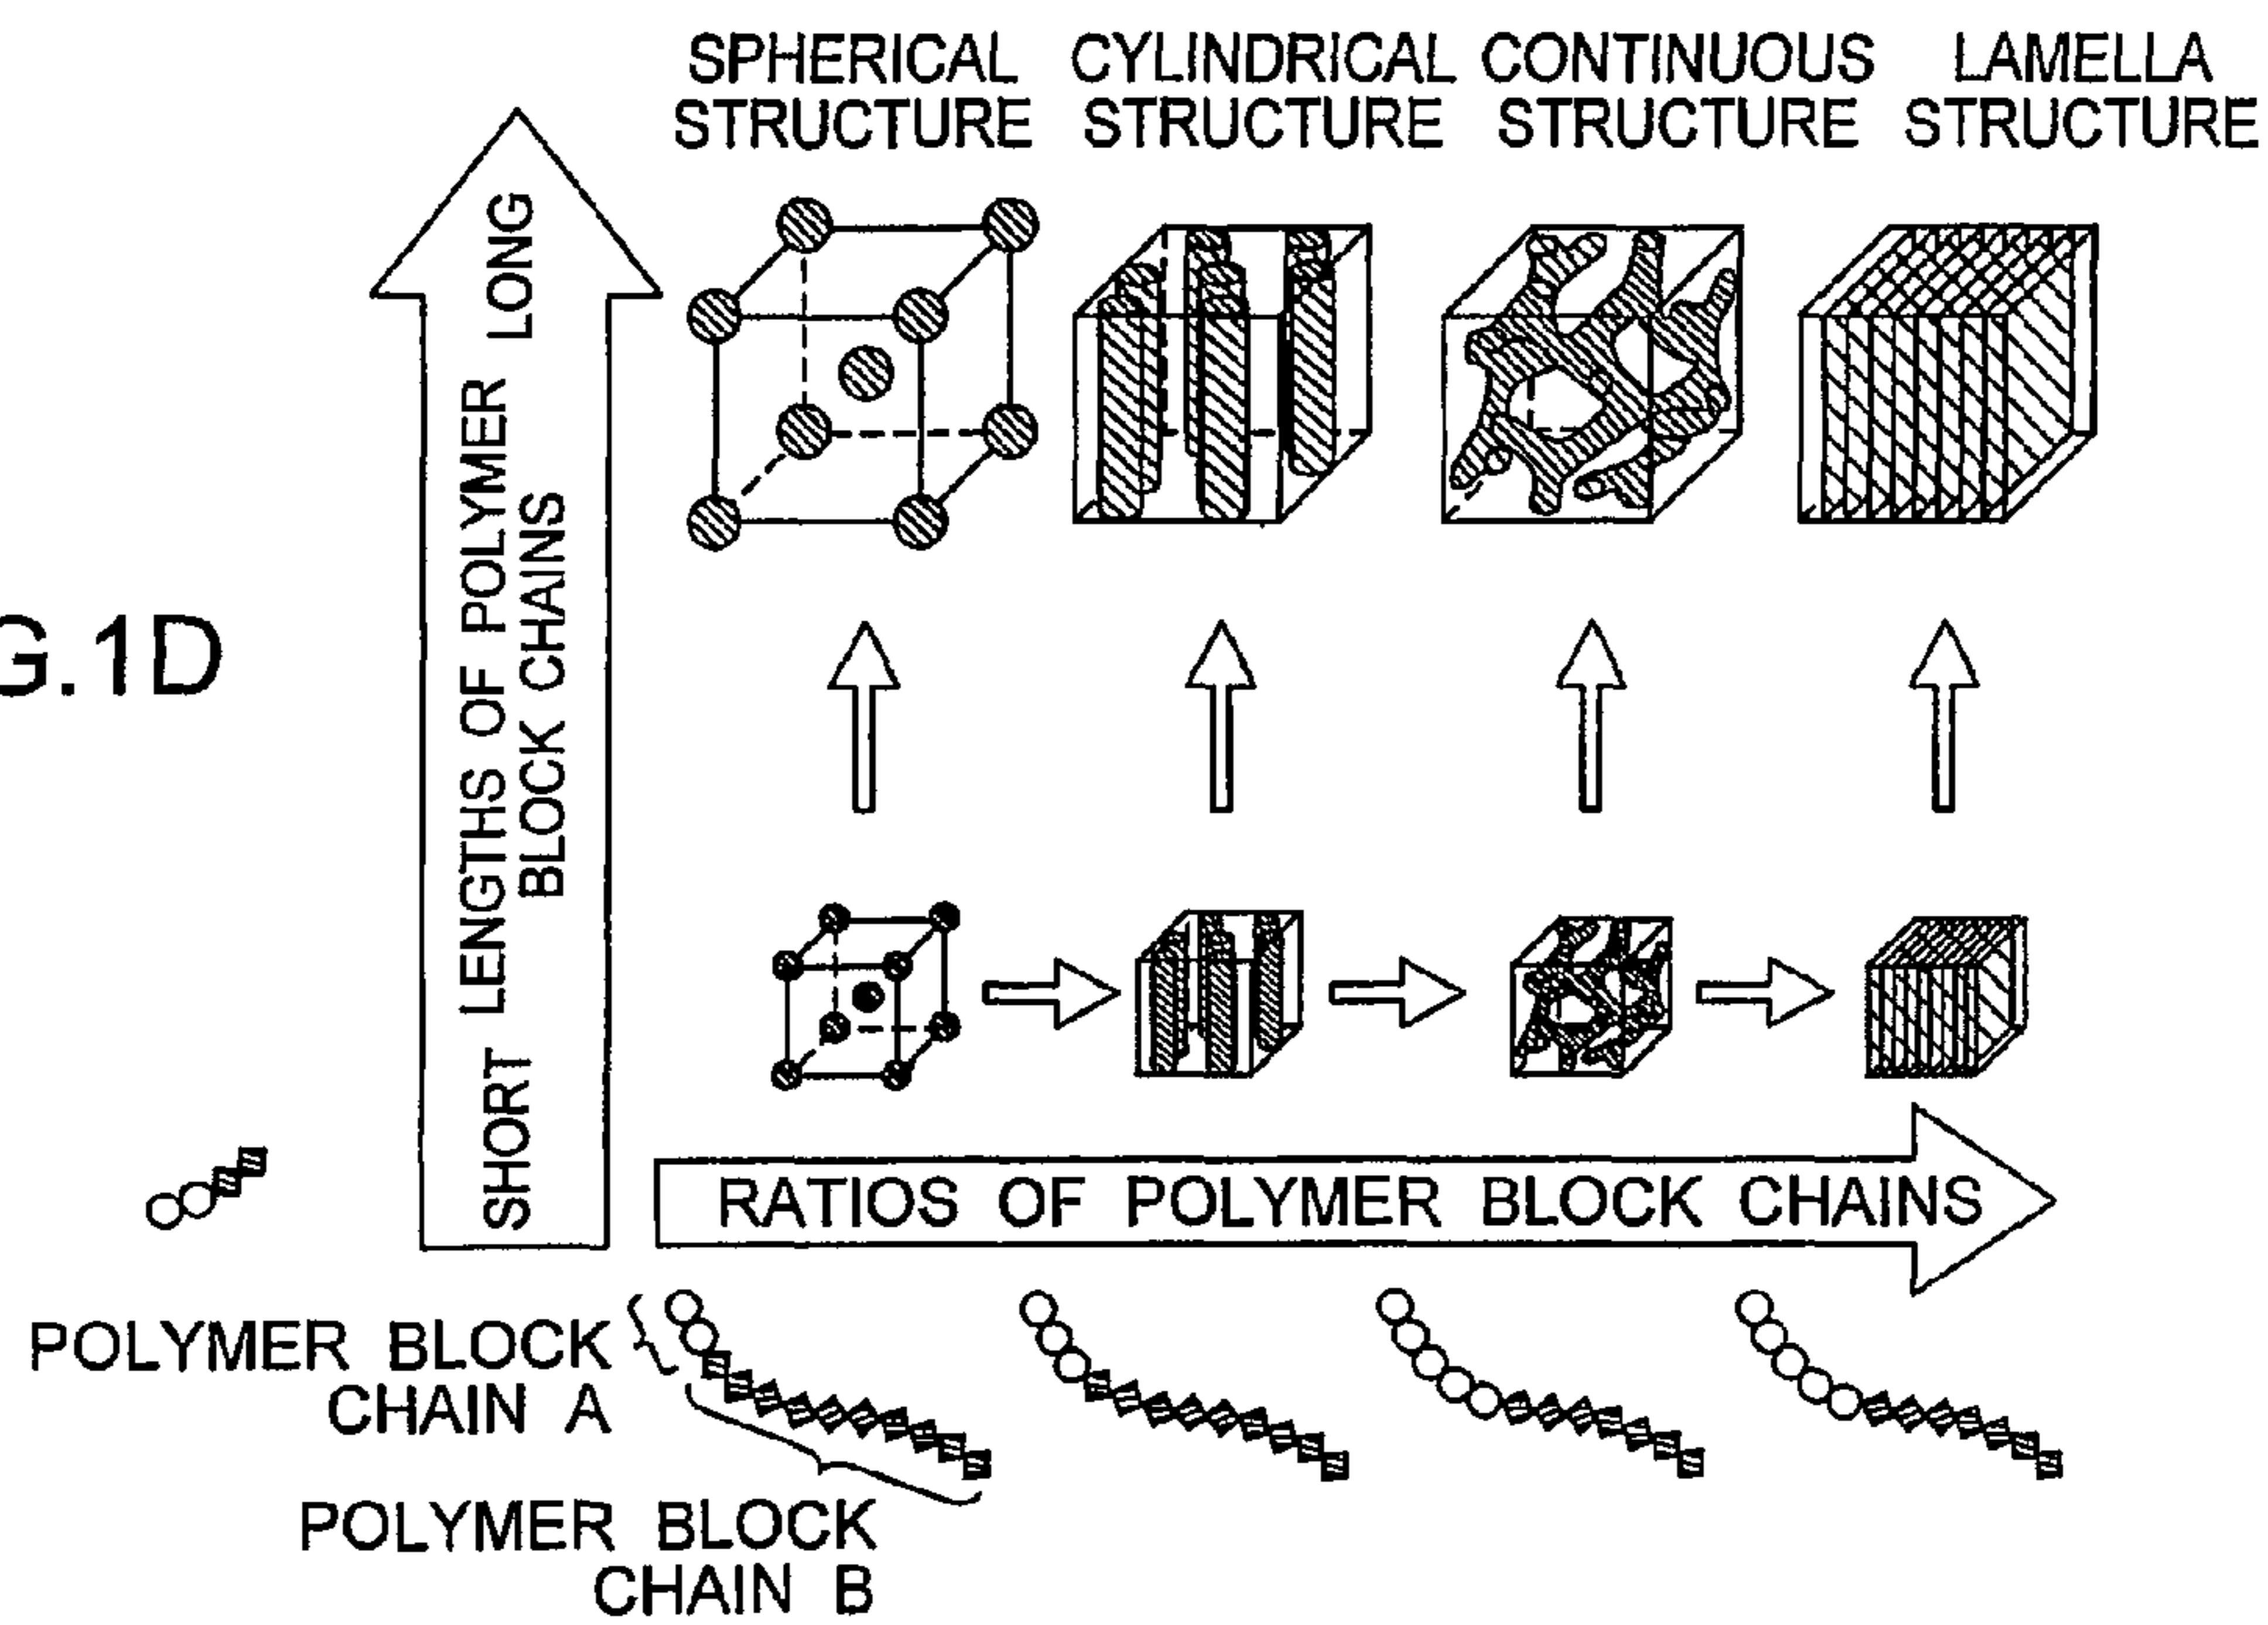 SPHERICAL STRUCTURE
CYLINDRICAL STRUCTURE
CONTINUOUS STRUCTURE
LAMELLA STRUCTURE
G.1D
SHORT LENGTHS OF POLYMER LONG
BLOCK CHAINS
RATIOS OF POLYMER BLOCK CHAINS
POLYMER BLOCK
CHAIN A
POLYMER BLOCK
CHAIN B